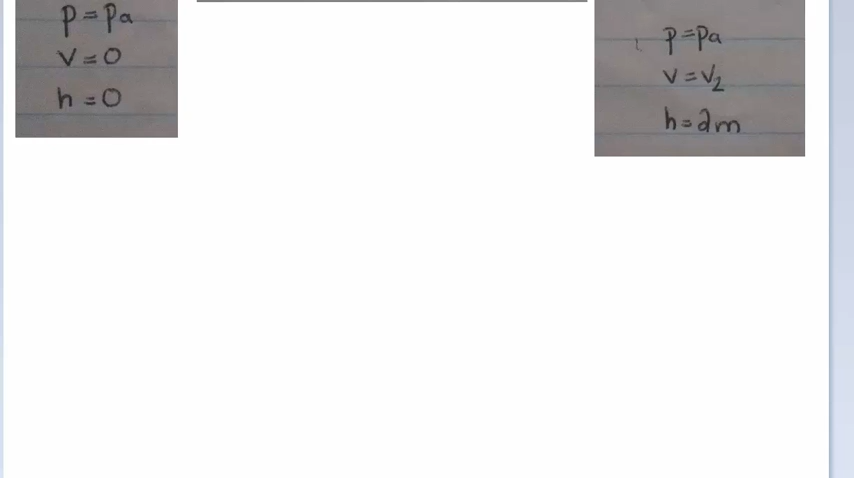 p = Pa
v = 0
h = 0
p = Pa
v = v₂
h = 2m